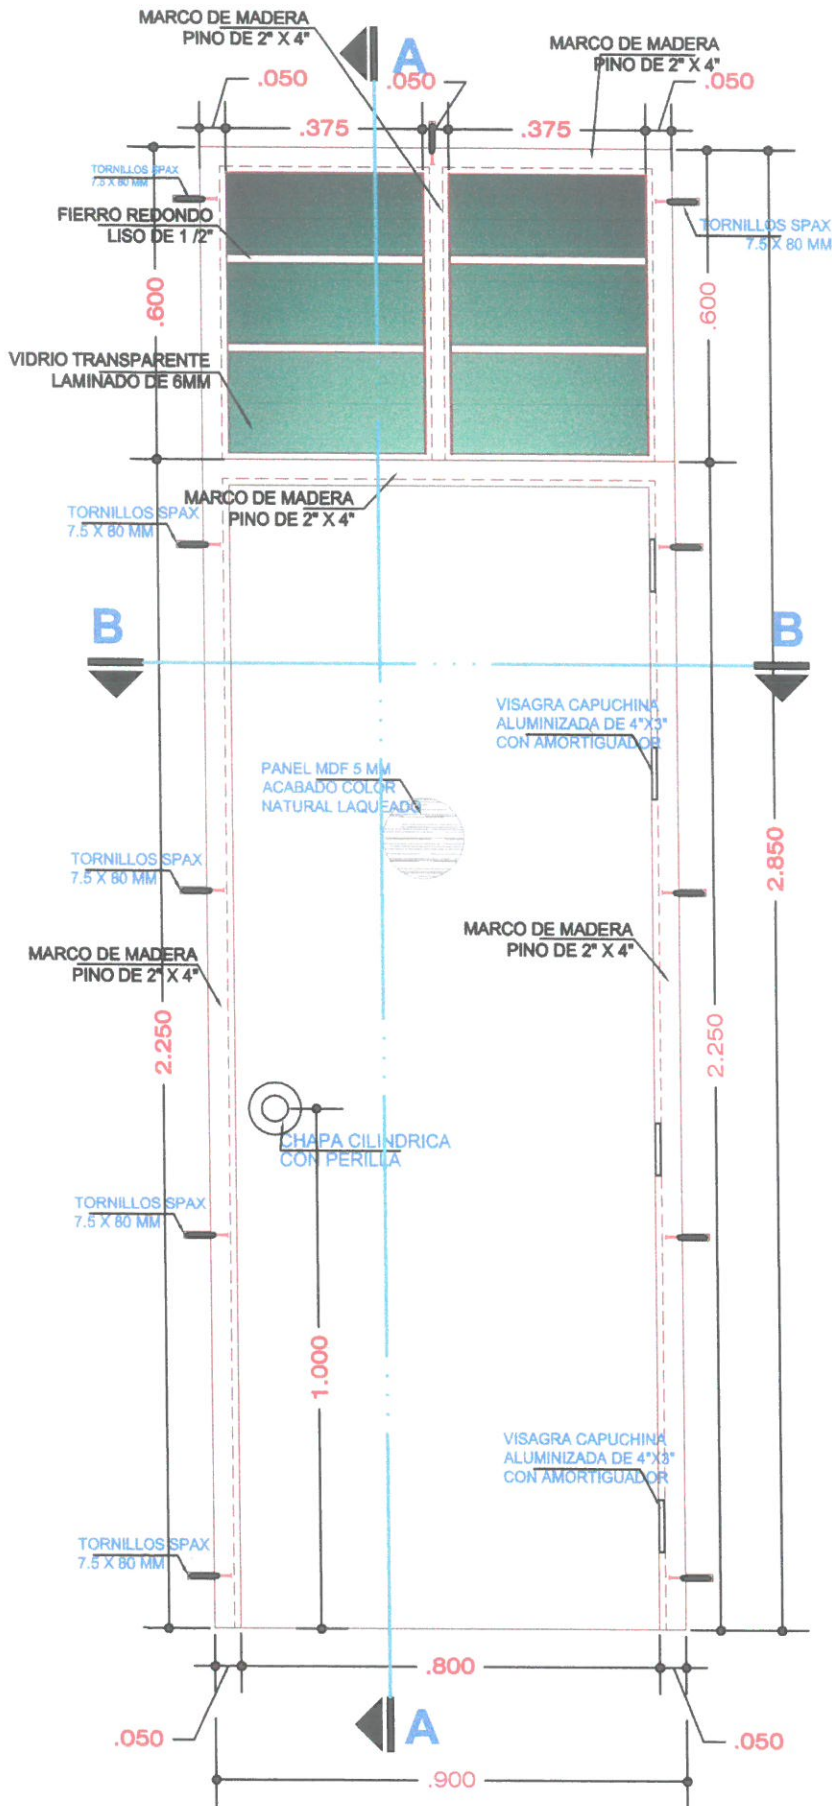 MARCO DE MADERA
PINO DE 2" X 4"
A
MARCO DE MADERA
PINO DE 2" X 4"
.050
.050
.050
.375
.375
TORNILLOS SPAX
7.5 X 80 MM
FIERRO REDONDO
LISO DE 1 /2"
TORNILLOS SPAX
7.5 X 80 MM
.600
.600
VIDRIO TRANSPARENTE
LAMINADO DE 6MM
MARCO DE MADERA
PINO DE 2" X 4"
TORNILLOS SPAX
7.5 X 80 MM
B
B
VISAGRA CAPUCHINA
ALUMINIZADA DE 4"X3"
CON AMORTIGUADOR
PANEL MDF 5 MM
ACABADO COLOR
NATURAL LAQUEADO
2.850
TORNILLOS SPAX
7.5 X 80 MM
MARCO DE MADERA
PINO DE 2" X 4"
MARCO DE MADERA
PINO DE 2" X 4"
2.250
2.250
CHAPA CILINDRICA
CON PERILLA
TORNILLOS SPAX
7.5 X 80 MM
1.000
VISAGRA CAPUCHINA
ALUMINIZADA DE 4"X3"
CON AMORTIGUADOR
TORNILLOS SPAX
7.5 X 80 MM
.800
.050
A
.050
.900